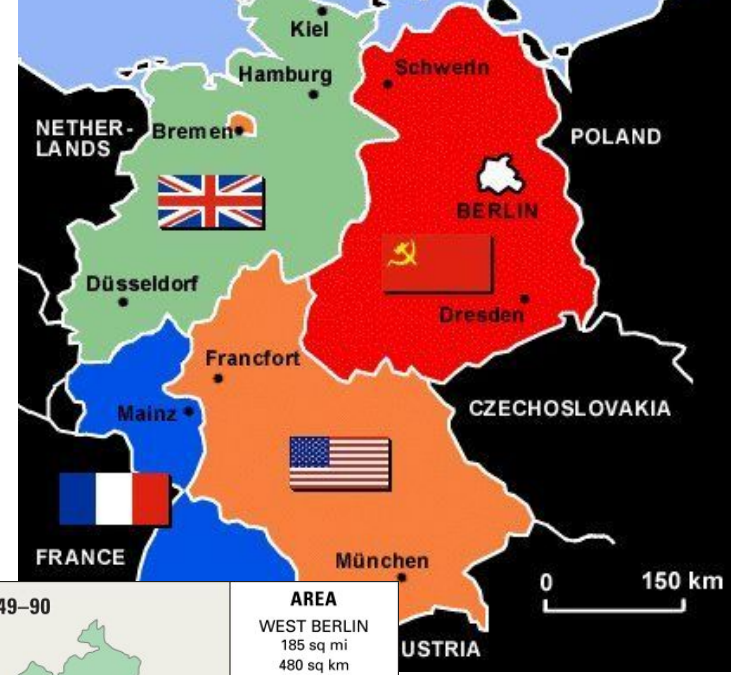 Kiel
Hamburg
Schwerin
NETHER-
LANDS
Bremen
POLAND
BERLIN
Düsseldorf
Dresden
Francfort
Mainz
CZECHOSLOVAKIA
FRANCE
München
0 150 km
USTRIA
49–90
AREA
WEST BERLIN
185 sq mi
480 sq km